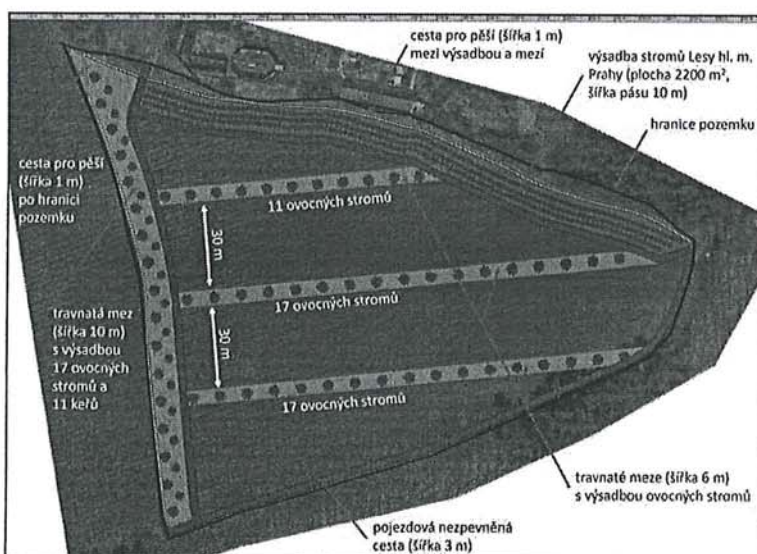 cesta pro pěší (šířka 1 m)
mezi výsadbou a mezí
výsadba stromů Lesy hl. m.
Prahy (plocha 2200 m²,
šířka pásu 10 m)
hranice pozemku
cesta pro pěší
(šířka 1 m)
po hranici
pozemku
11 ovocných stromů
30 m
17 ovocných stromů
30 m
travnatá mez
(šířka 10 m)
s výsadbou
17 ovocných
stromů a
11 keřů
17 ovocných stromů
travnaté meze (šířka 6 m)
s výsadbou ovocných stromů
pojezdová nezpevněná
cesta (šířka 3 m)